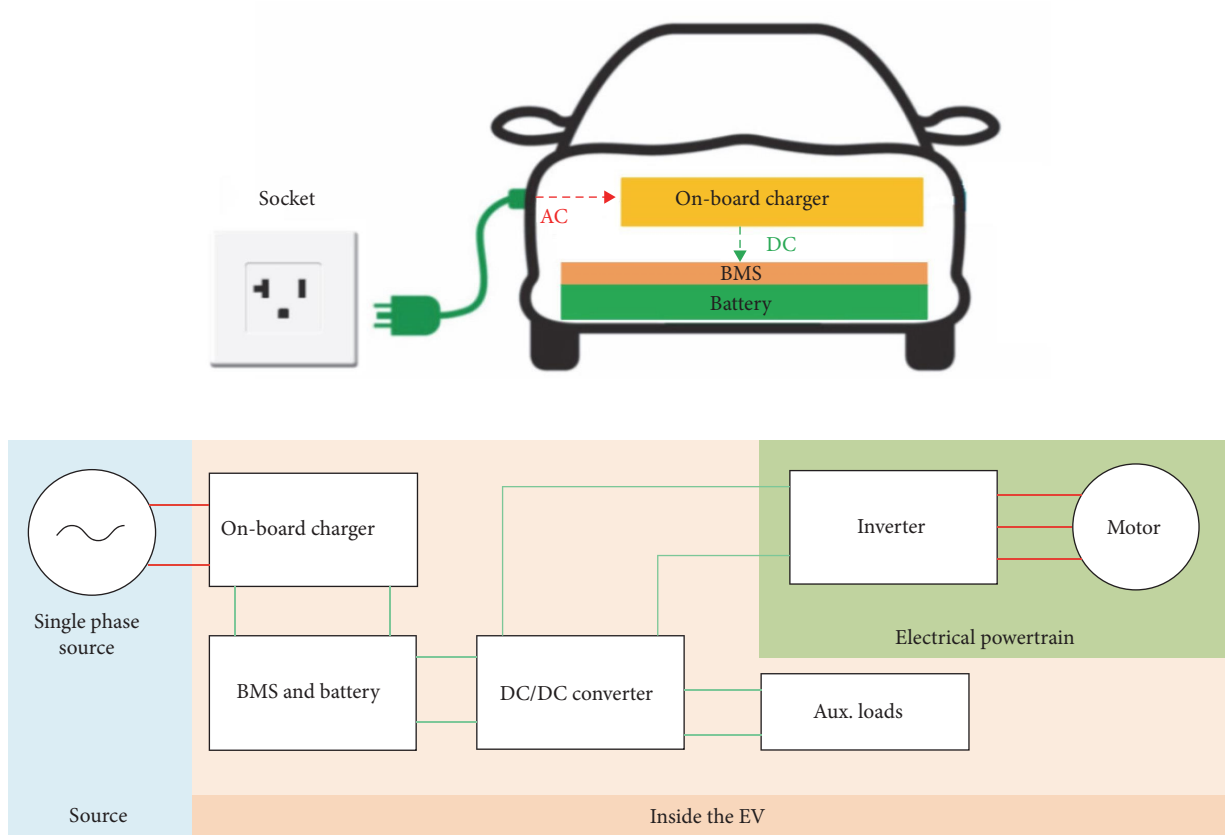 Socket
AC
On-board charger
DC
BMS
Battery
On-board charger
Inverter
Motor
Single phase
source
Electrical powertrain
BMS and battery
DC/DC converter
Aux. loads
Source
Inside the EV